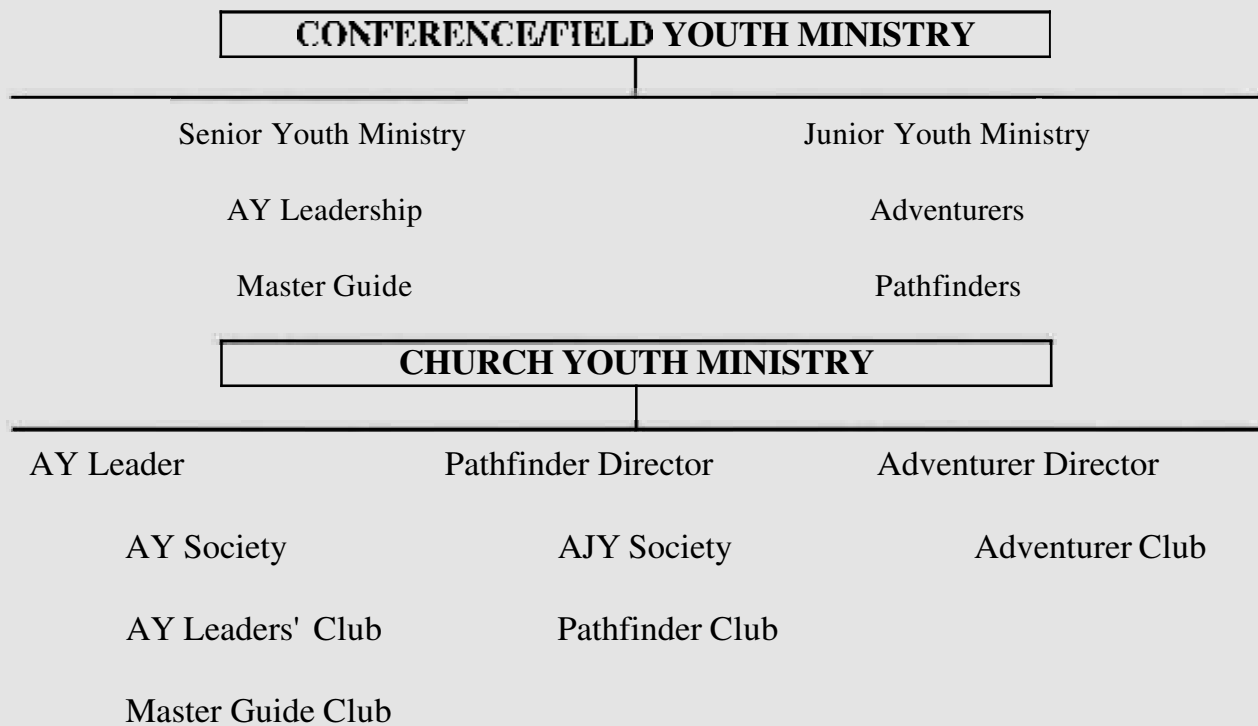 CONFERENCE/FIELD YOUTH MINISTRY
Senior Youth Ministry Junior Youth Ministry
AY Leadership Adventurers
Master Guide Pathfinders
CHURCH YOUTH MINISTRY
AY Leader Pathfinder Director Adventurer Director
AY Society AJY Society Adventurer Club
AY Leaders' Club Pathfinder Club
Master Guide Club